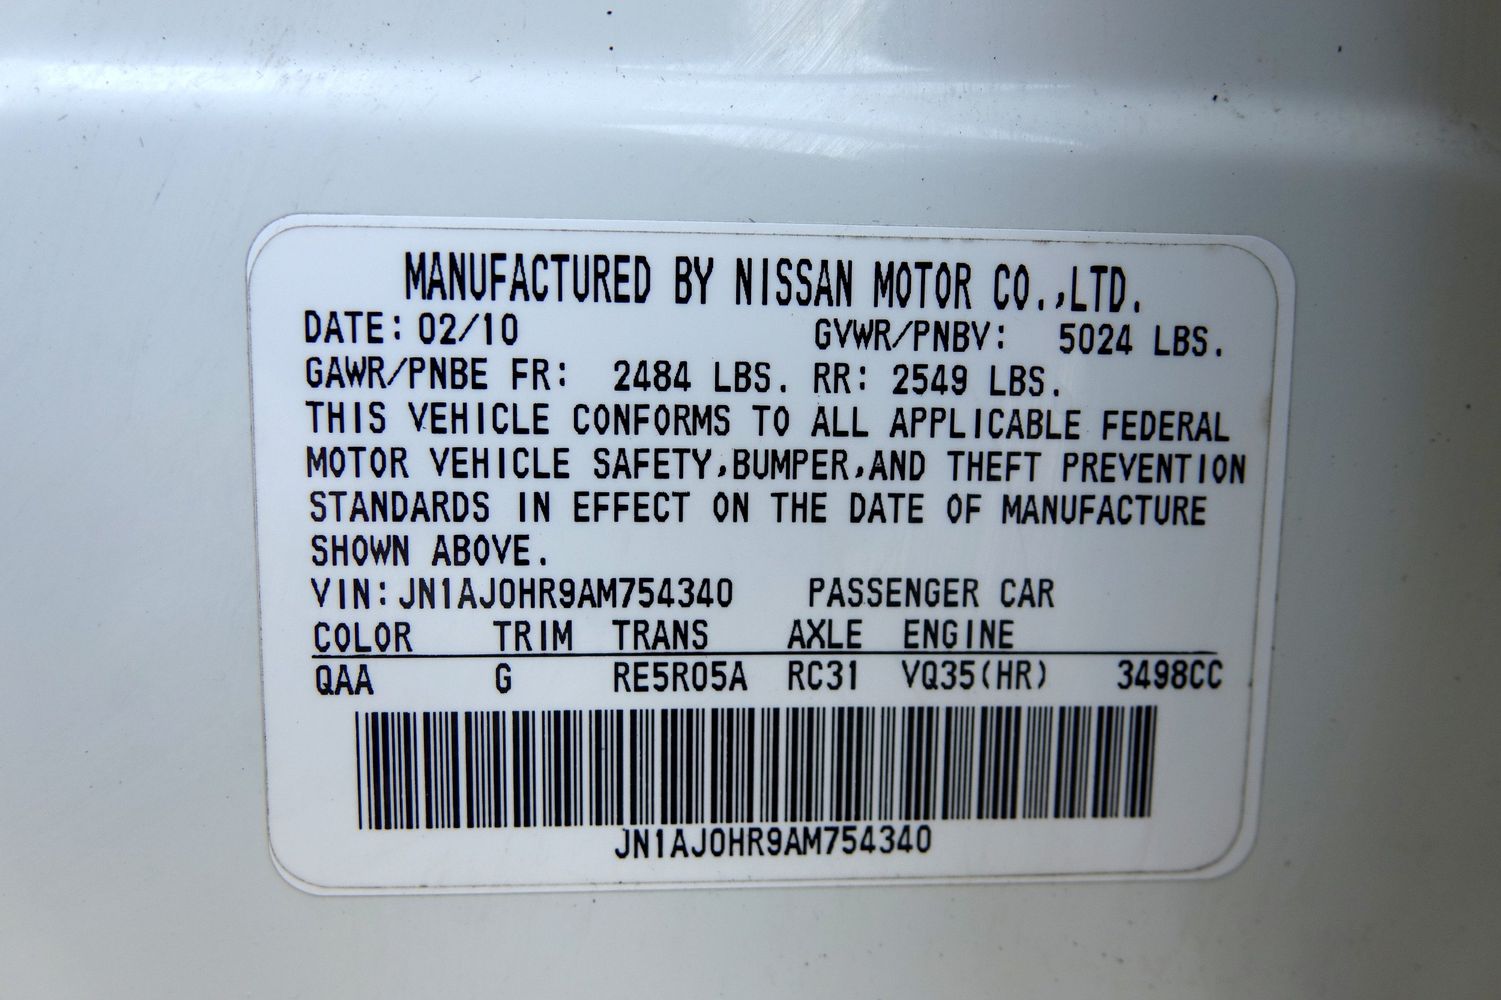 MANUFACTURED BY NISSAN MOTOR CO.,LTD.
DATE: 02/10 GVWR/PNBV: 5024 LBS.
GAWR/PNBE FR: 2484 LBS. RR: 2549 LBS.
THIS VEHICLE CONFORMS TO ALL APPLICABLE FEDERAL
MOTOR VEHICLE SAFETY,BUMPER,AND THEFT PREVENTION
STANDARDS IN EFFECT ON THE DATE OF MANUFACTURE
SHOWN ABOVE.
VIN: JN1AJ0HR9AM754340 PASSENGER CAR
COLOR TRIM TRANS AXLE ENGINE
QAA G RE5R05A RC31 VQ35(HR) 3498CC
JN1AJ0HR9AM754340